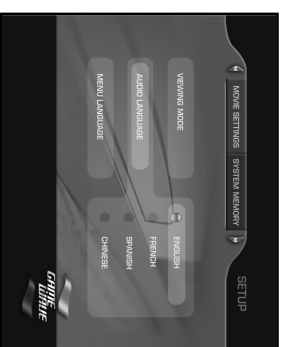 SETUP
MOVIE SETTINGS
SYSTEM MEMORY
VIEWING MODE
AUDIO LANGUAGE
MENU LANGUAGE
ENGLISH
FRENCH
SPANISH
CHINESE
GAME WAVE